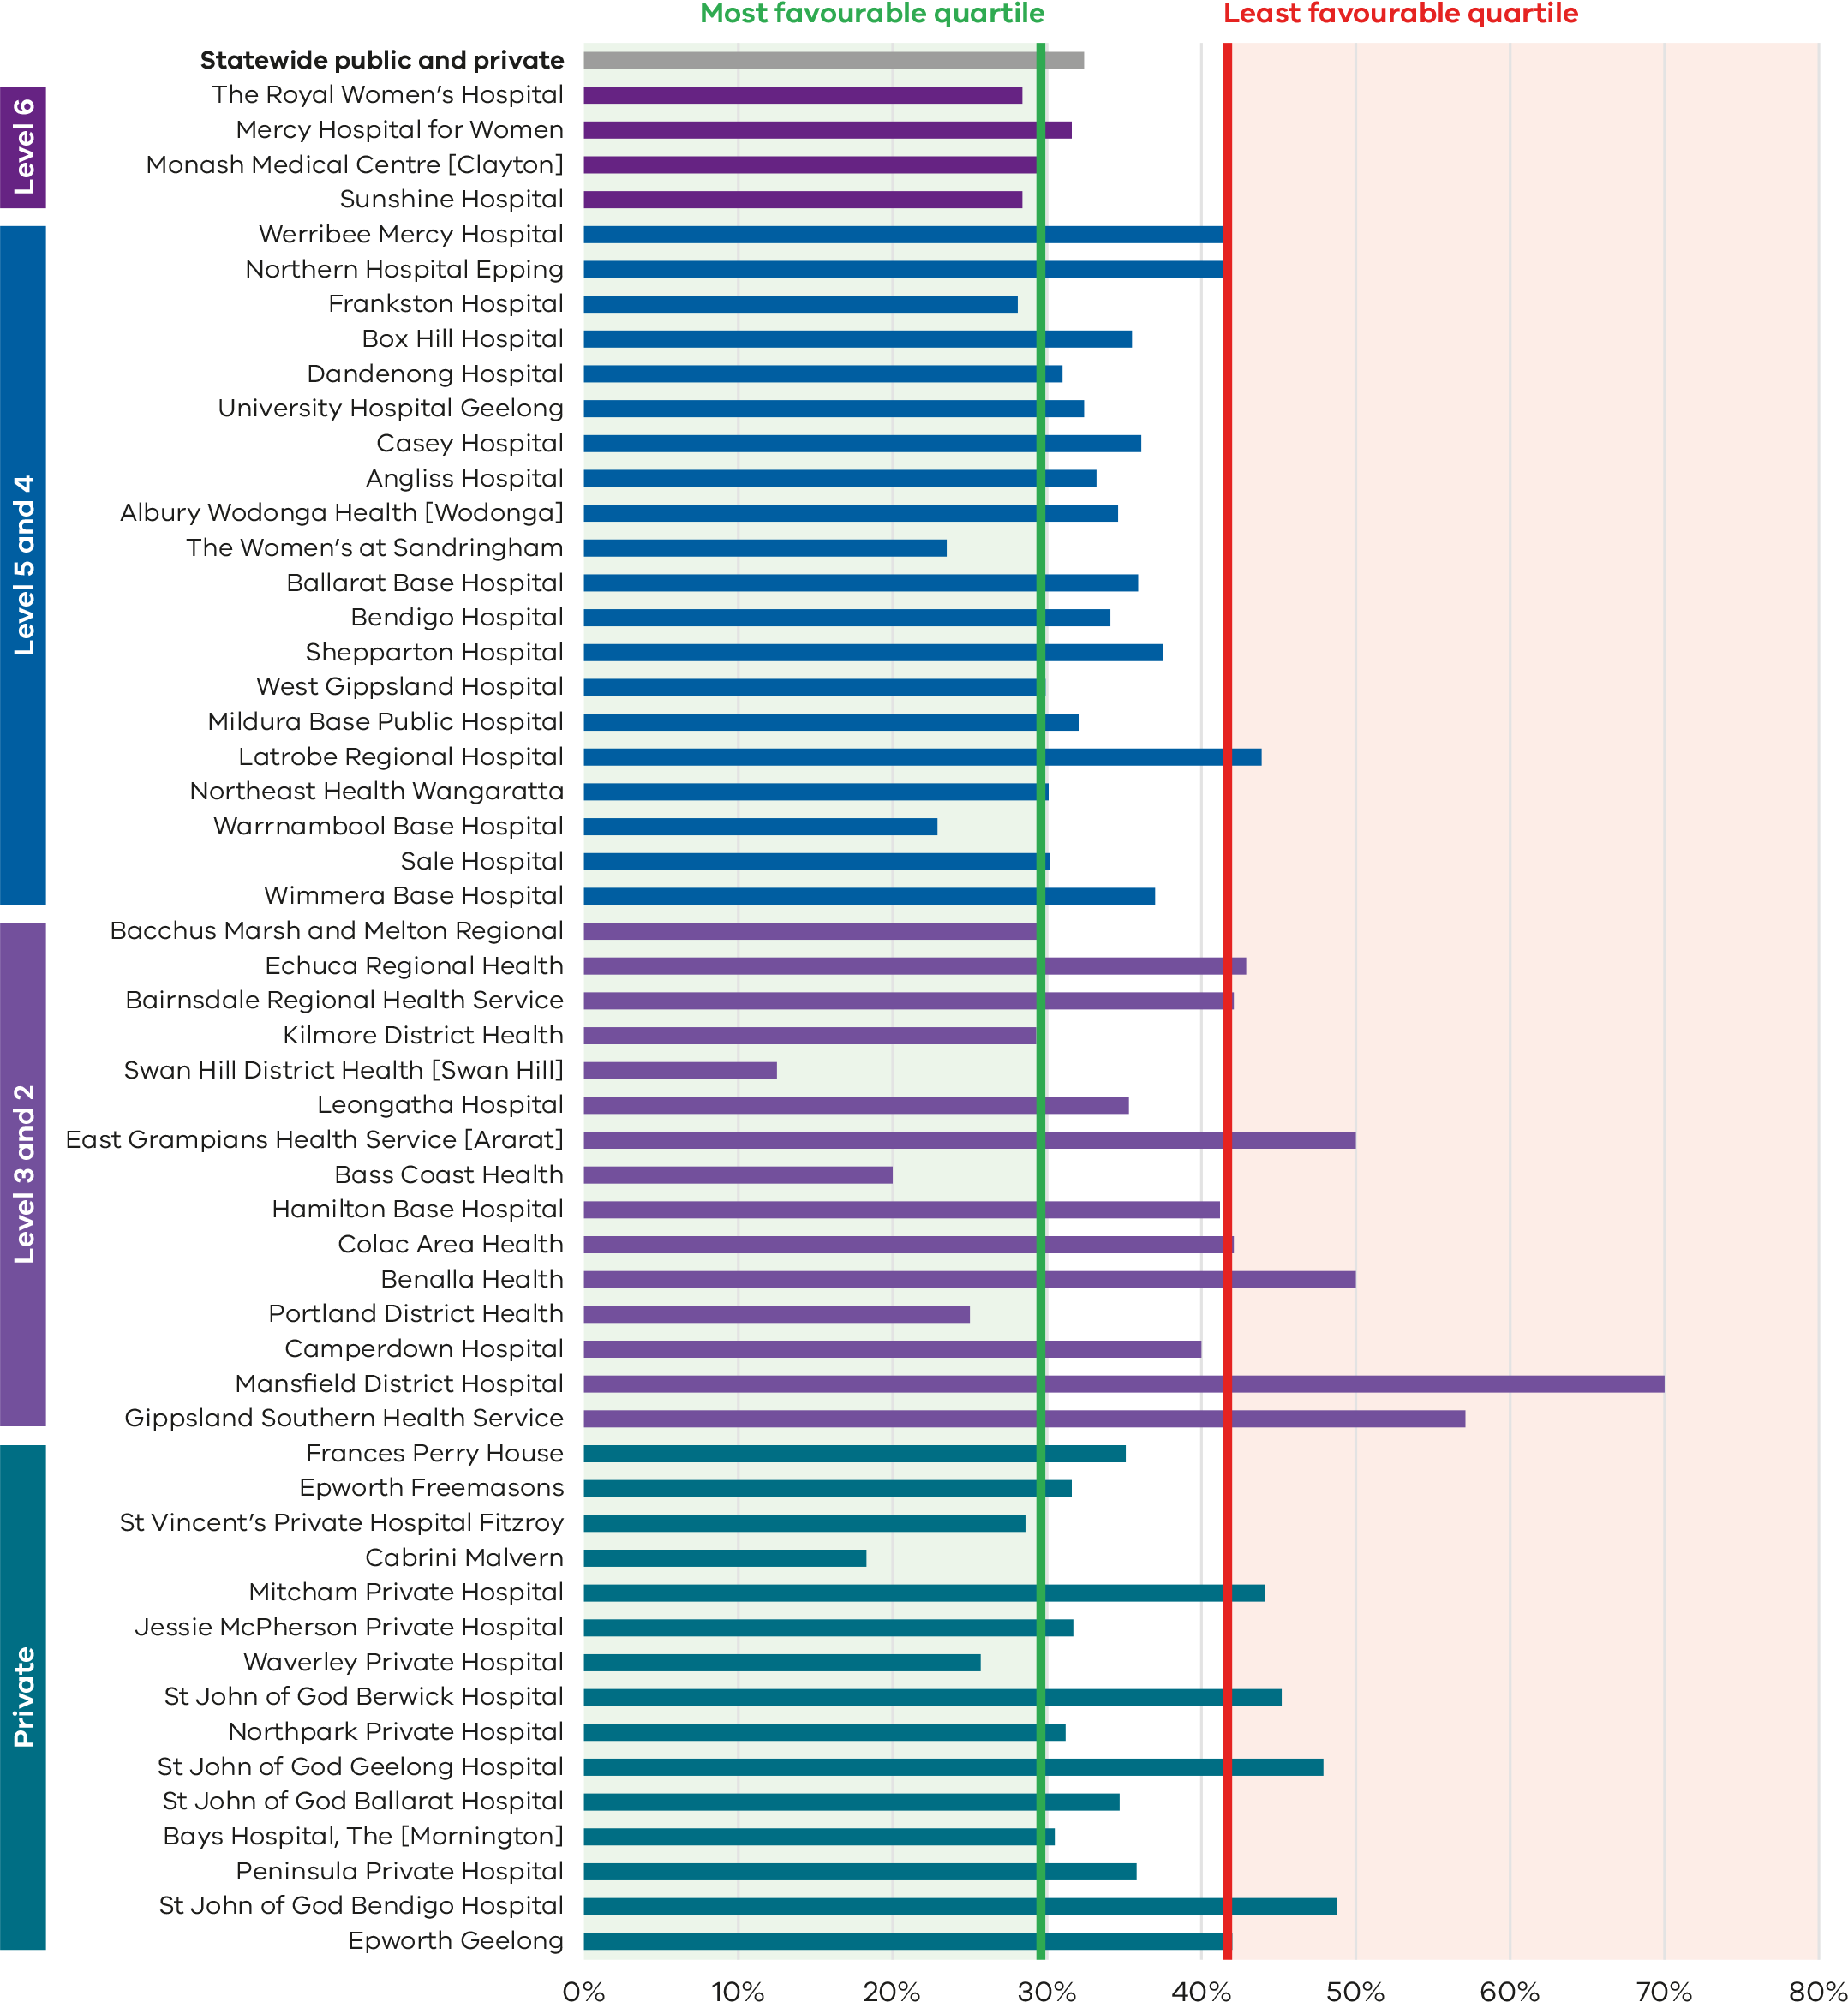 Most favourable quartile
Least favourable quartile
Statewide public and private
Level 6
The Royal Women’s Hospital
Mercy Hospital for Women
Monash Medical Centre [Clayton]
Sunshine Hospital
Level 5 and 4
Werribee Mercy Hospital
Northern Hospital Epping
Frankston Hospital
Box Hill Hospital
Dandenong Hospital
University Hospital Geelong
Casey Hospital
Angliss Hospital
Albury Wodonga Health [Wodonga]
The Women’s at Sandringham
Ballarat Base Hospital
Bendigo Hospital
Shepparton Hospital
West Gippsland Hospital
Mildura Base Public Hospital
Latrobe Regional Hospital
Northeast Health Wangaratta
Warrnambool Base Hospital
Sale Hospital
Wimmera Base Hospital
Level 3 and 2
Bacchus Marsh and Melton Regional
Echuca Regional Health
Bairnsdale Regional Health Service
Kilmore District Health
Swan Hill District Health [Swan Hill]
Leongatha Hospital
East Grampians Health Service [Ararat]
Bass Coast Health
Hamilton Base Hospital
Colac Area Health
Benalla Health
Portland District Health
Camperdown Hospital
Mansfield District Hospital
Gippsland Southern Health Service
Private
Frances Perry House
Epworth Freemasons
St Vincent’s Private Hospital Fitzroy
Cabrini Malvern
Mitcham Private Hospital
Jessie McPherson Private Hospital
Waverley Private Hospital
St John of God Berwick Hospital
Northpark Private Hospital
St John of God Geelong Hospital
St John of God Ballarat Hospital
Bays Hospital, The [Mornington]
Peninsula Private Hospital
St John of God Bendigo Hospital
Epworth Geelong
0% 10% 20% 30% 40% 50% 60% 70% 80%